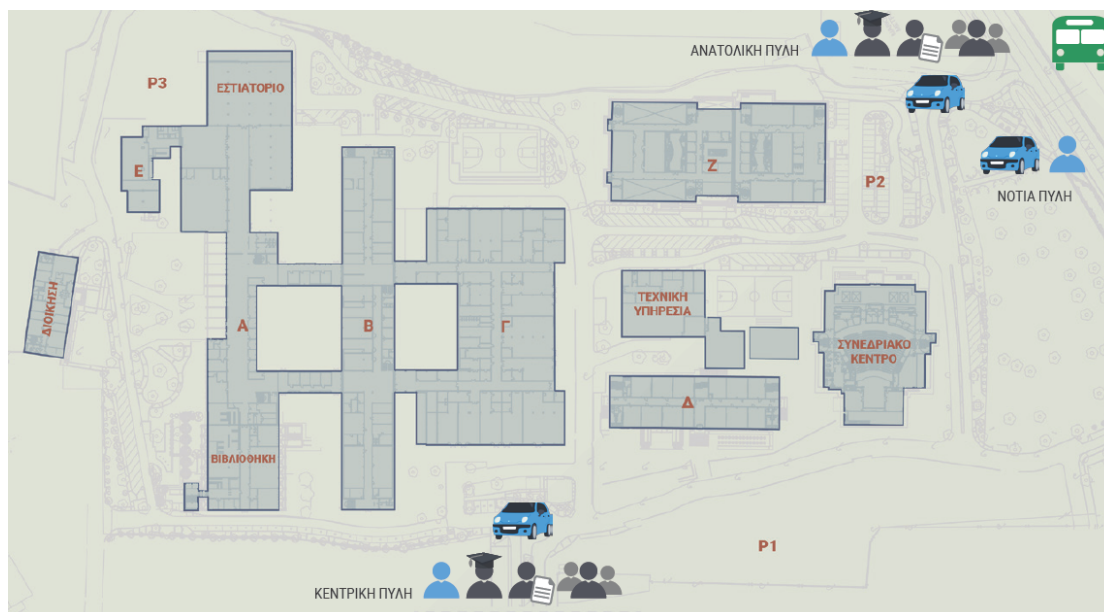 ΑΝΑΤΟΛΙΚΗ ΠΥΛΗ
P3
ΕΣΤΙΑΤΟΡΙΟ
Ε
Ζ
P2
ΝΟΤΙΑ ΠΥΛΗ
ΔΙΟΙΚΗΣΗ
Α
Β
Γ
ΤΕΧΝΙΚΗ
ΥΠΗΡΕΣΙΑ
ΣΥΝΕΔΡΙΑΚΟ
ΚΕΝΤΡΟ
Δ
ΒΙΒΛΙΟΘΗΚΗ
P1
ΚΕΝΤΡΙΚΗ ΠΥΛΗ